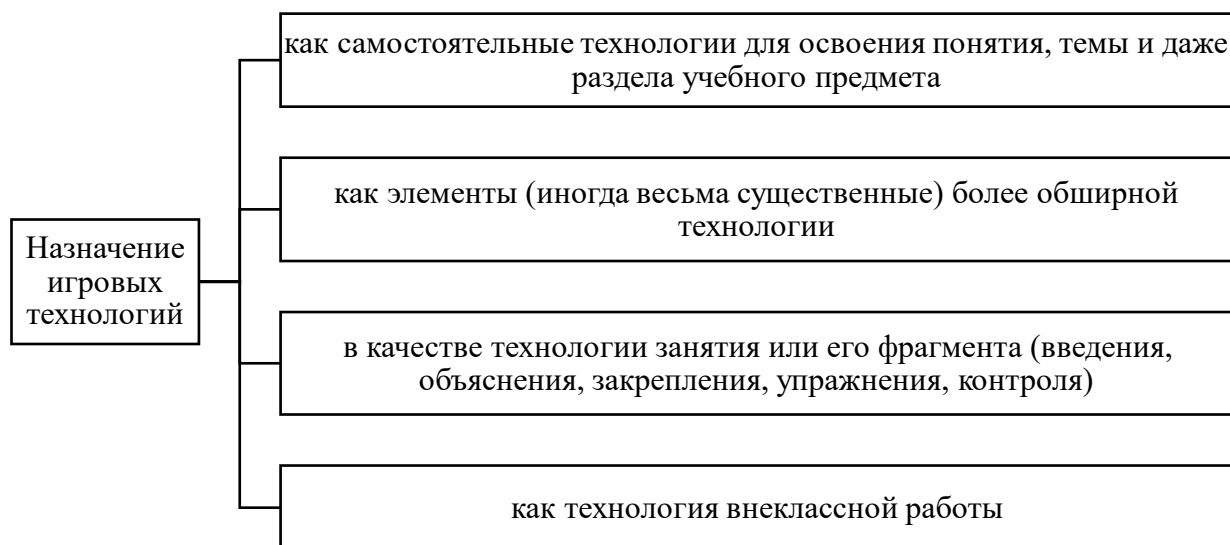 Назначение
игровых
технологий
как самостоятельные технологии для освоения понятия, темы и даже
раздела учебного предмета
как элементы (иногда весьма существенные) более обширной
технологии
в качестве технологии занятия или его фрагмента (введения,
объяснения, закрепления, упражнения, контроля)
как технология внеклассной работы